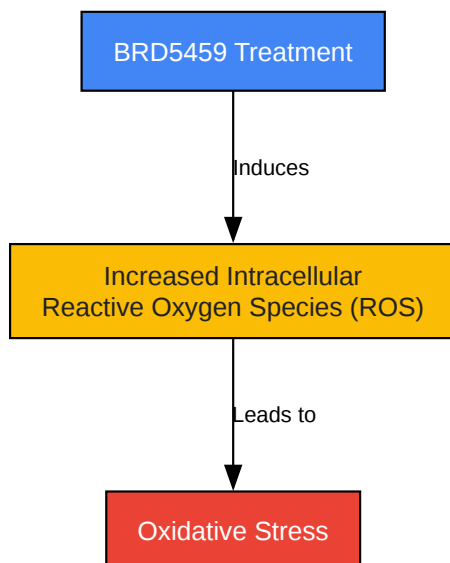 BRD5459 Treatment
Induces
Increased Intracellular
Reactive Oxygen Species (ROS)
Leads to
Oxidative Stress